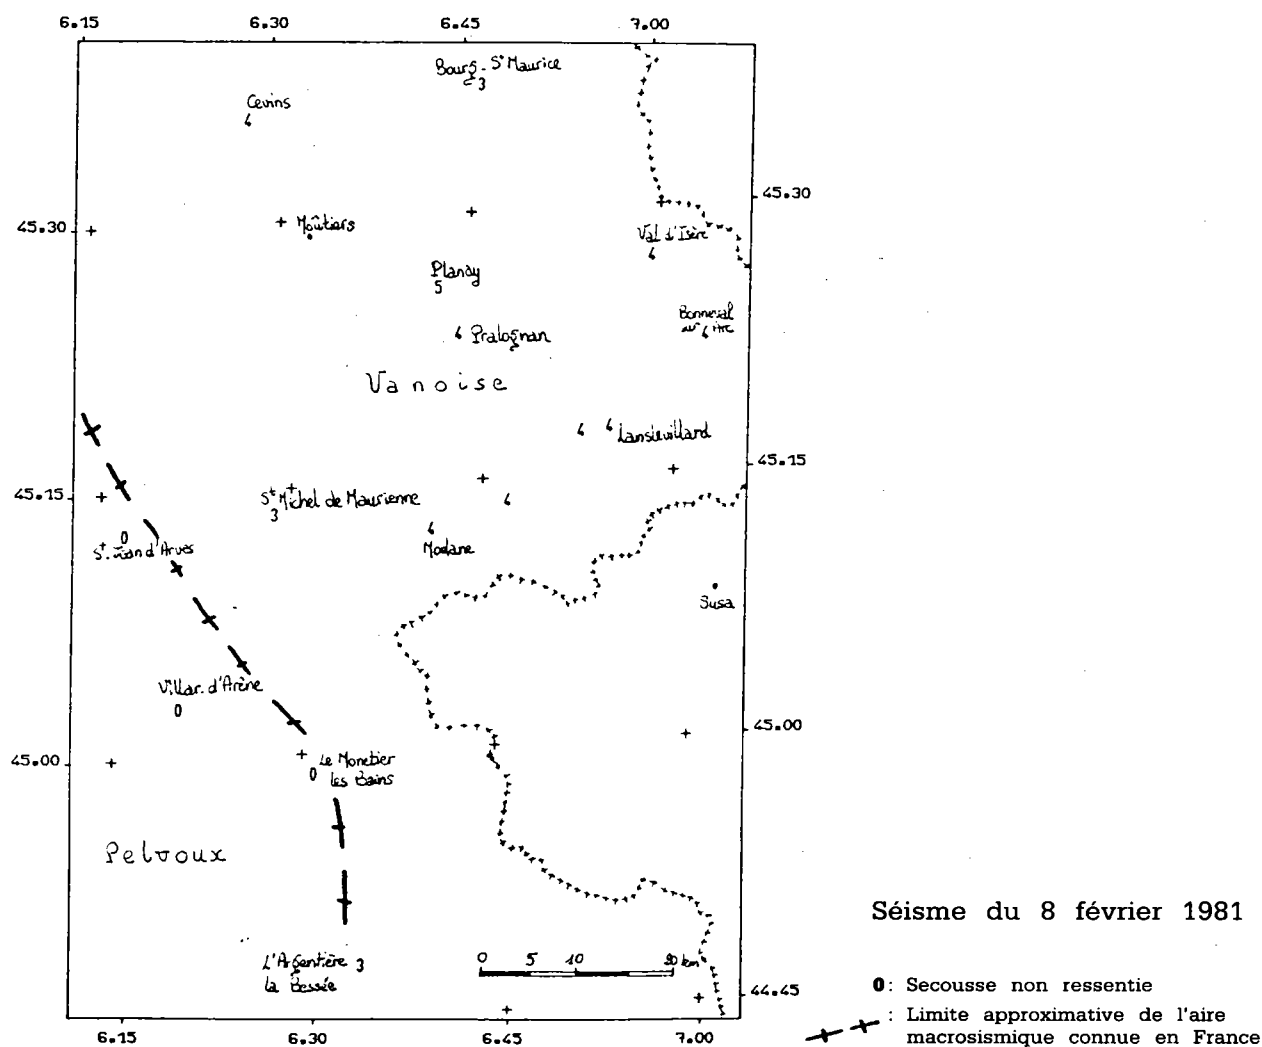 6.15 6.30 6.45 7.00
Bourg - St Maurice
3
Cevins
4
45.30
45.30
Moûtiers
Val d'Isère
4
Planay
5
Bonneval
sur 4 Arc
4 Pralognan
Vanoise
4 4 Lanslevillard
45.15
45.15
St Michel de Maurienne
3
4
4
Modane
0
St Jean d'Arves
Susa
Villar d'Arène
0
45.00
45.00
Le Monetier
0 les Bains
Pelvoux
L'Argentière 3
la Bessée
0 5 10 20 km
44.45
6.15 6.30 6.45 7.00
Séisme du 8 février 1981
0: Secousse non ressentie
: Limite approximative de l'aire
macrosismique connue en France